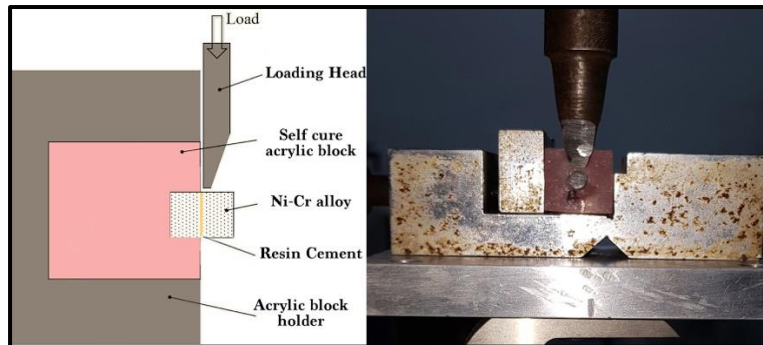 Load
Loading Head
Self cure
acrylic block
Ni-Cr alloy
Resin Cement
Acrylic block
holder